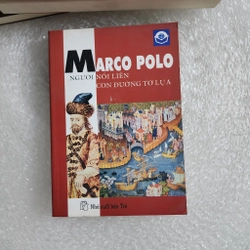 MARCO POLO
NGƯỜI NỐI LIỀN
CON ĐƯỜNG TƠ LỤA
Nhà xuất bản Trẻ